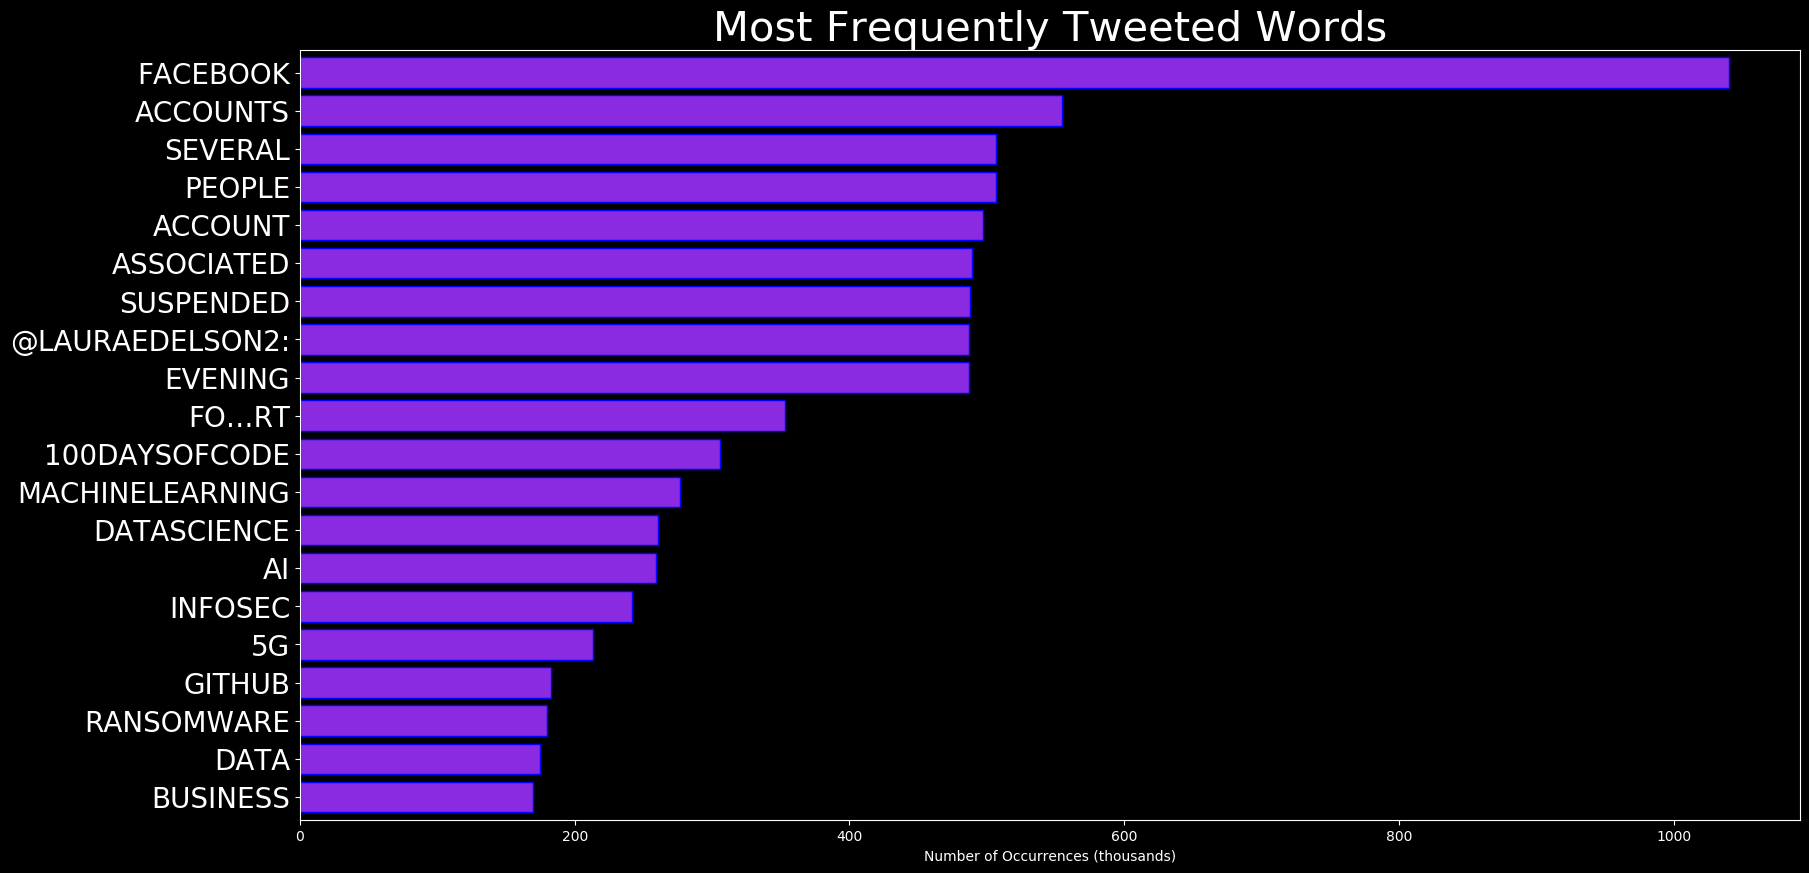 Most Frequently Tweeted Words
FACEBOOK
ACCOUNTS
SEVERAL
PEOPLE
ACCOUNT
ASSOCIATED
SUSPENDED
@LAURAEDELSON2:
EVENING
FO…RT
100DAYSOFCODE
MACHINELEARNING
DATASCIENCE
AI
INFOSEC
5G
GITHUB
RANSOMWARE
DATA
BUSINESS
0 200 400 600 800 1000
Number of Occurrences (thousands)